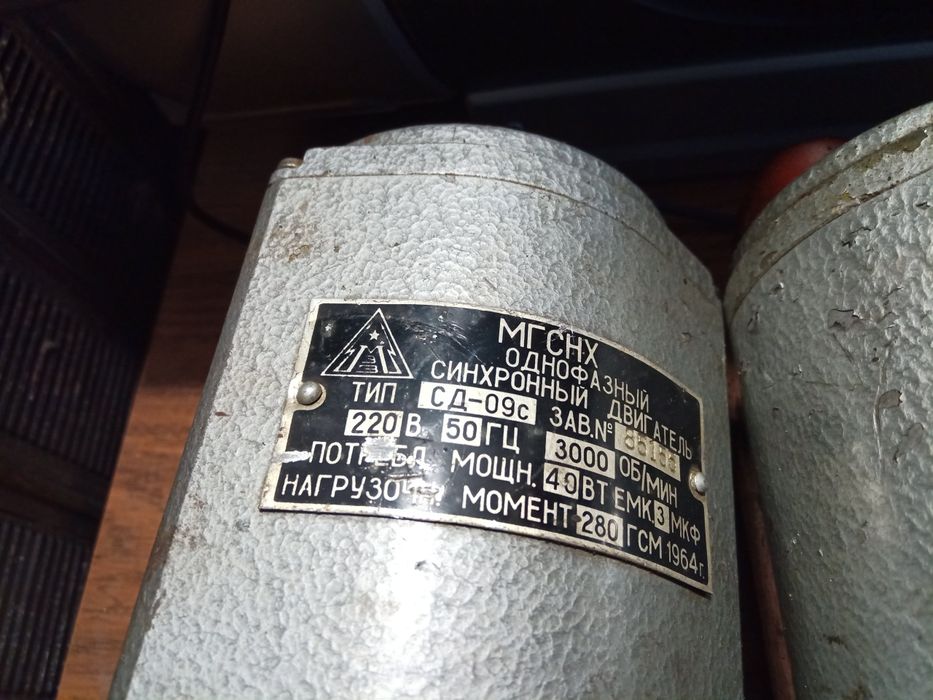 МГСНХ
ОДНОФАЗНЫЙ
СИНХРОННЫЙ ДВИГАТЕЛЬ
ТИП СД-09с ЗАВ.№
220 В. 50 ГЦ 3000 ОБ/МИН
МОЩН. 40 ВТ ЕМК. 3 МКФ
МОМЕНТ 280 ГСМ 1964 г.
М